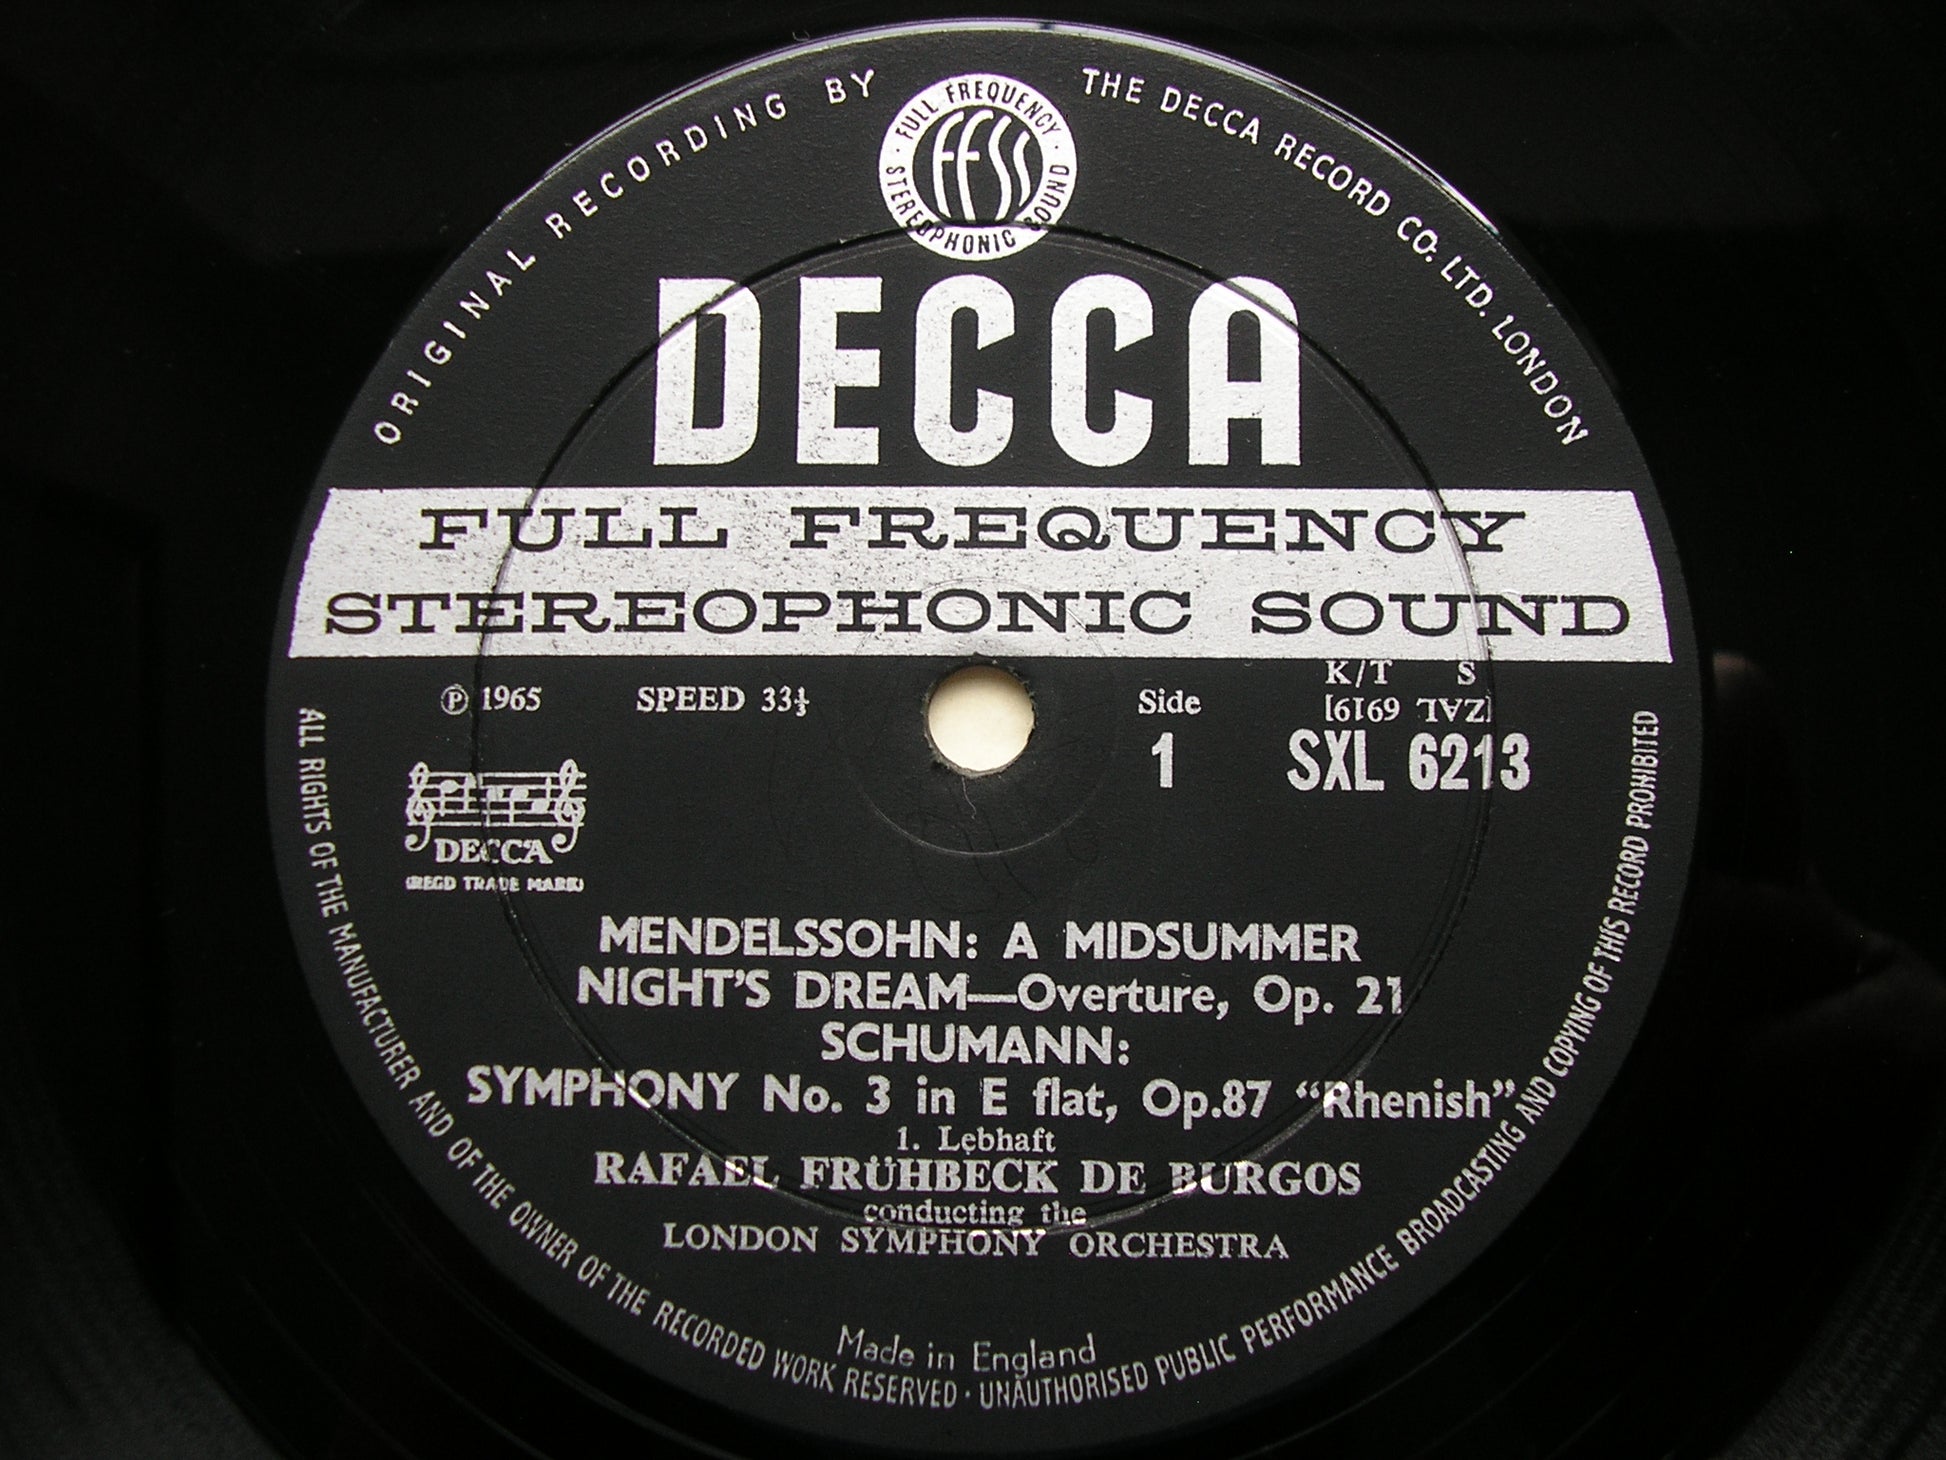 ORIGINAL RECORDING BY THE DECCA RECORD CO. LTD. LONDON
FULL FREQUENCY
FFSS
STEREOPHONIC SOUND
DECCA
FULL FREQUENCY
STEREOPHONIC SOUND
Ⓟ 1965 SPEED 33⅓
Side
1
K/T S
[ZAL 6919]
SXL 6213
DECCA
(REGD TRADE MARK)
MENDELSSOHN: A MIDSUMMER
NIGHT'S DREAM—Overture, Op. 21
SCHUMANN:
SYMPHONY No. 3 in E flat, Op.87 “Rhenish”
1. Lebhaft
RAFAEL FRÜHBECK DE BURGOS
conducting the
LONDON SYMPHONY ORCHESTRA
Made in England
ALL RIGHTS OF THE MANUFACTURER AND OF THE OWNER OF THE RECORDED WORK RESERVED · UNAUTHORISED PUBLIC PERFORMANCE BROADCASTING AND COPYING OF THIS RECORD PROHIBITED